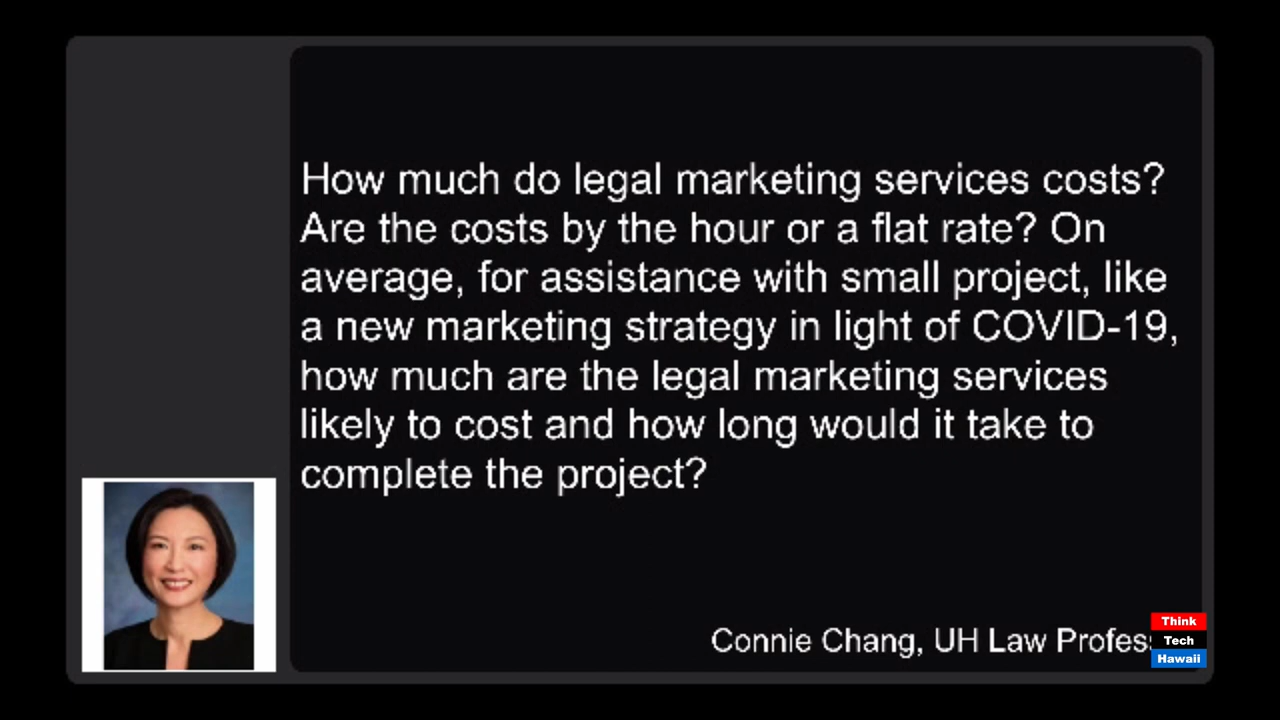 How much do legal marketing services costs?
Are the costs by the hour or a flat rate? On
average, for assistance with small project, like
a new marketing strategy in light of COVID-19,
how much are the legal marketing services
likely to cost and how long would it take to
complete the project?
Connie Chang, UH Law
Think
Tech
Hawaii